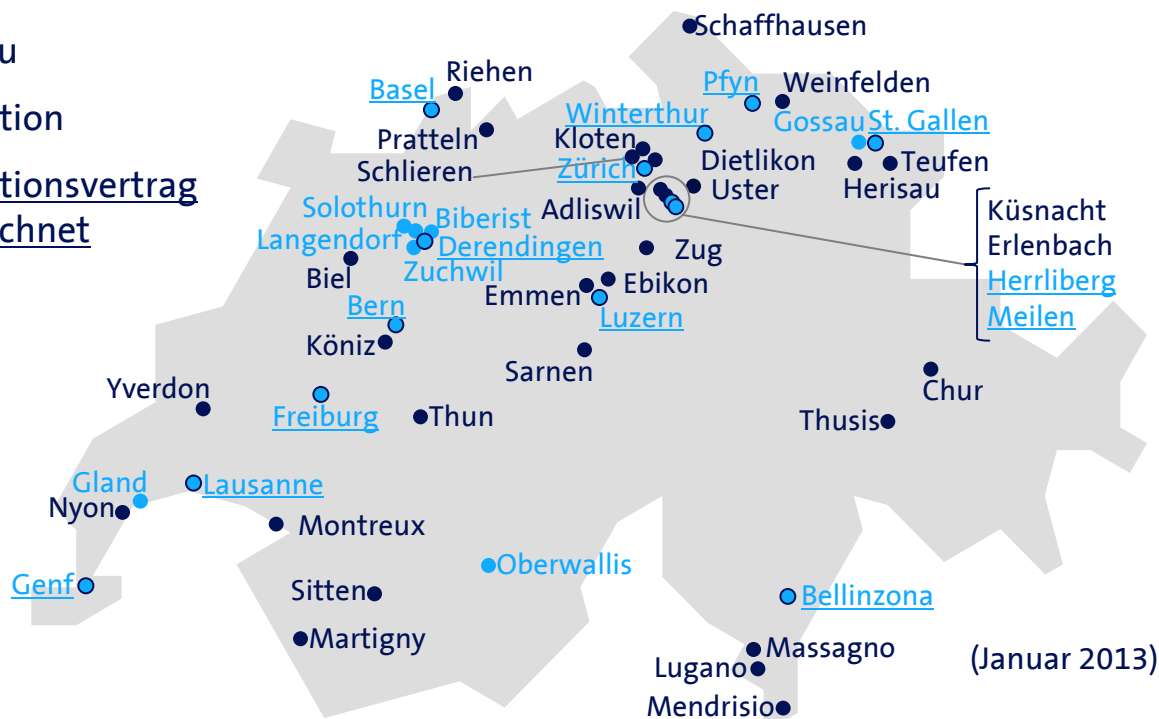 u
tion
tionsvertrag
chnet
Schaffhausen
Riehen
Basel
Pfyn
Weinfelden
Winterthur
Gossau
St. Gallen
Pratteln
Kloten
Schlieren
Zürich
Dietlikon
Teufen
Uster
Herisau
Adliswil
Solothurn
Biberist
Langendorf
Derendingen
Zuchwil
Biel
Küsnacht
Erlenbach
Herrliberg
Meilen
Zug
Ebikon
Emmen
Luzern
Bern
Köniz
Sarnen
Yverdon
Chur
Freiburg
Thun
Thusis
Gland
Lausanne
Nyon
Montreux
Oberwallis
Genf
Sitten
Bellinzona
Martigny
Massagno
Lugano
(Januar 2013)
Mendrisio